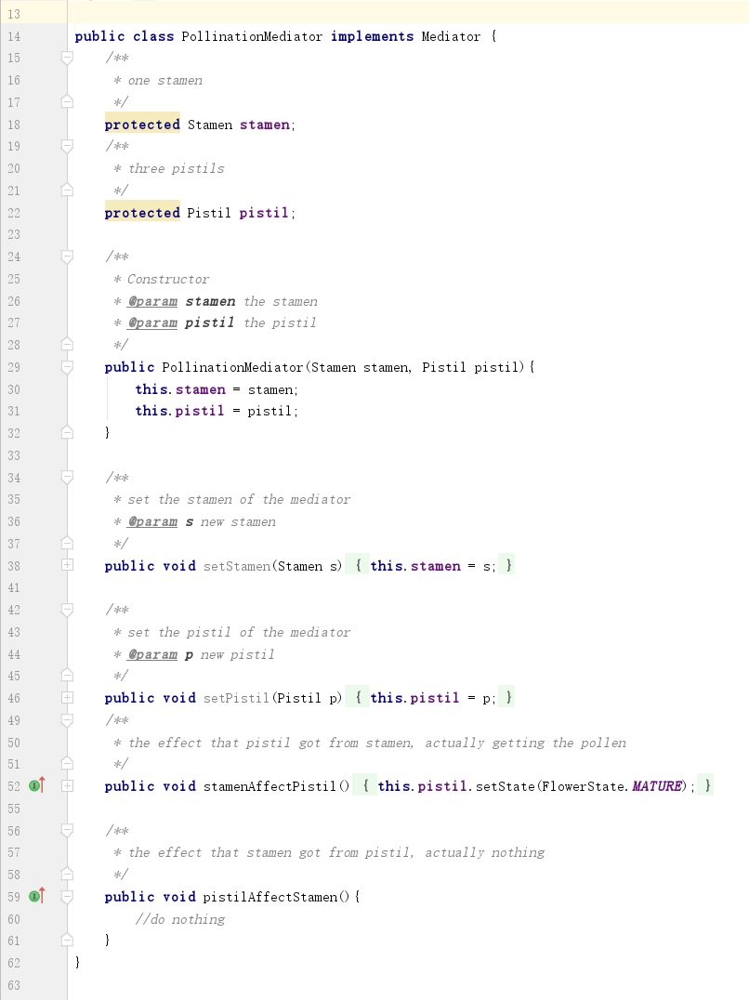 13
14 public class PollinationMediator implements Mediator {
15 /**
16 * one stamen
17 */
18 protected Stamen stamen;
19 /**
20 * three pistils
21 */
22 protected Pistil pistil;
23
24 /**
25 * Constructor
26 * @param stamen the stamen
27 * @param pistil the pistil
28 */
29 public PollinationMediator(Stamen stamen, Pistil pistil){
30 this.stamen = stamen;
31 this.pistil = pistil;
32 }
33
34 /**
35 * set the stamen of the mediator
36 * @param s new stamen
37 */
38 public void setStamen(Stamen s) { this.stamen = s; }
41
42 /**
43 * set the pistil of the mediator
44 * @param p new pistil
45 */
46 public void setPistil(Pistil p) { this.pistil = p; }
49 /**
50 * the effect that pistil got from stamen, actually getting the pollen
51 */
52 public void stamenAffectPistil() { this.pistil.setState(FlowerState.MATURE); }
55
56 /**
57 * the effect that stamen got from pistil, actually nothing
58 */
59 public void pistilAffectStamen(){
60 //do nothing
61 }
62 }
63